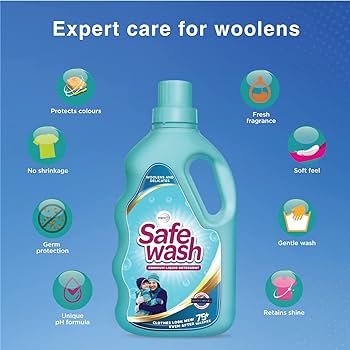 Expert care for woolens
Protects colours
No shrinkage
Germ
protection
Unique
pH formula
Fresh
fragrance
Soft feel
Gentle wash
Retains shine
WOOLENS AND
DELICATES
Safe
wash
PREMIUM LIQUID DETERGENT
CLOTHES LOOK NEW
EVEN AFTER WASHES